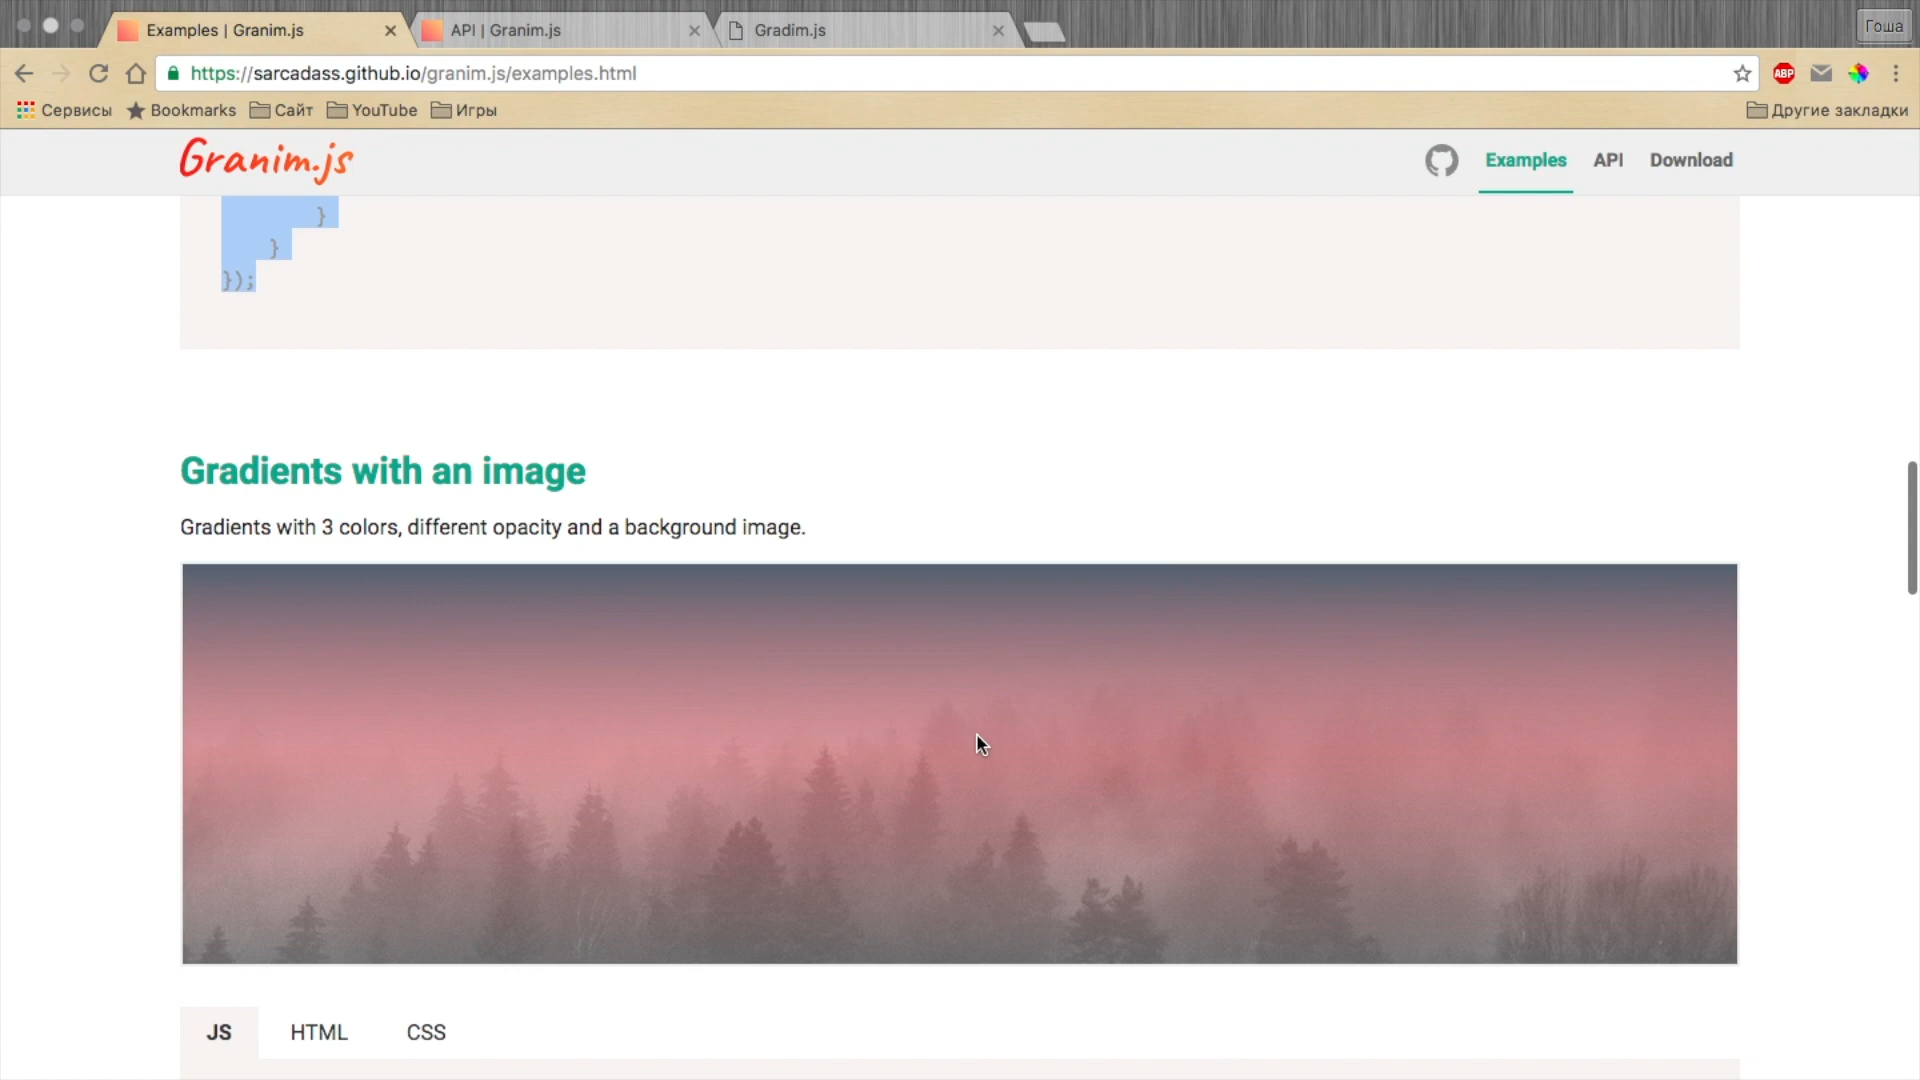 Examples | Granim.js
API | Granim.js
Gradim.js
Гоша
https://sarcadass.github.io/granim.js/examples.html
ABP
Сервисы
Bookmarks
Сайт
YouTube
Игры
Другие закладки
Granim.js
Examples
API
Download
}
}
});
Gradients with an image
Gradients with 3 colors, different opacity and a background image.
JS
HTML
CSS